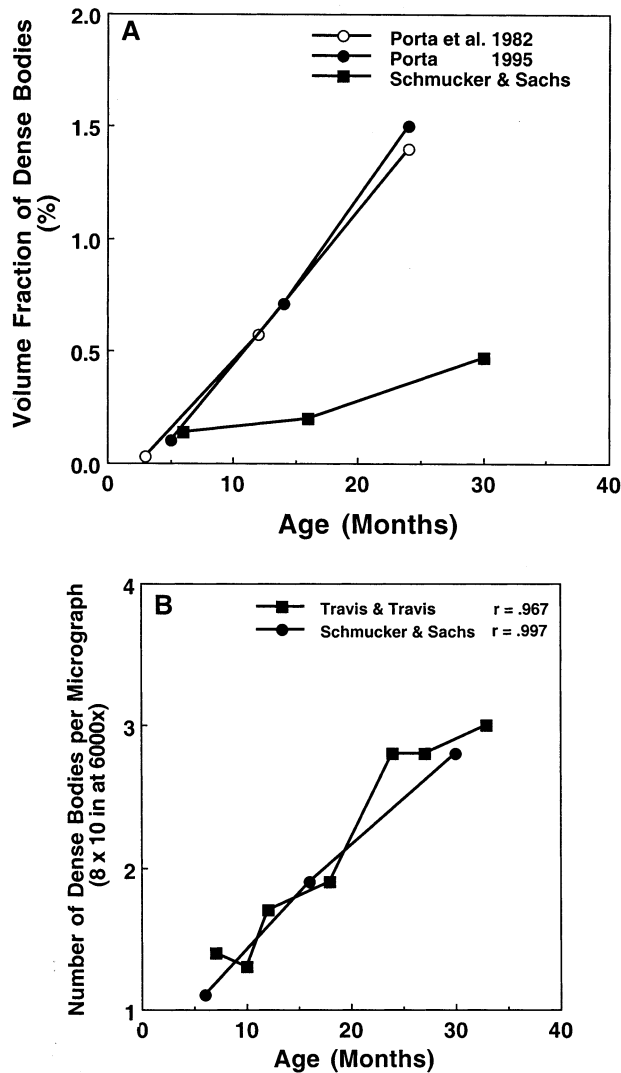 A
Porta et al. 1982
Porta 1995
Schmucker & Sachs
Volume Fraction of Dense Bodies
(%)
2.0
1.5
1.0
0.5
0.0
0 10 20 30 40
Age (Months)
B
Travis & Travis r = .967
Schmucker & Sachs r = .997
Number of Dense Bodies per Micrograph
(8 x 10 in at 6000x)
4
3
2
1
0 10 20 30 40
Age (Months)